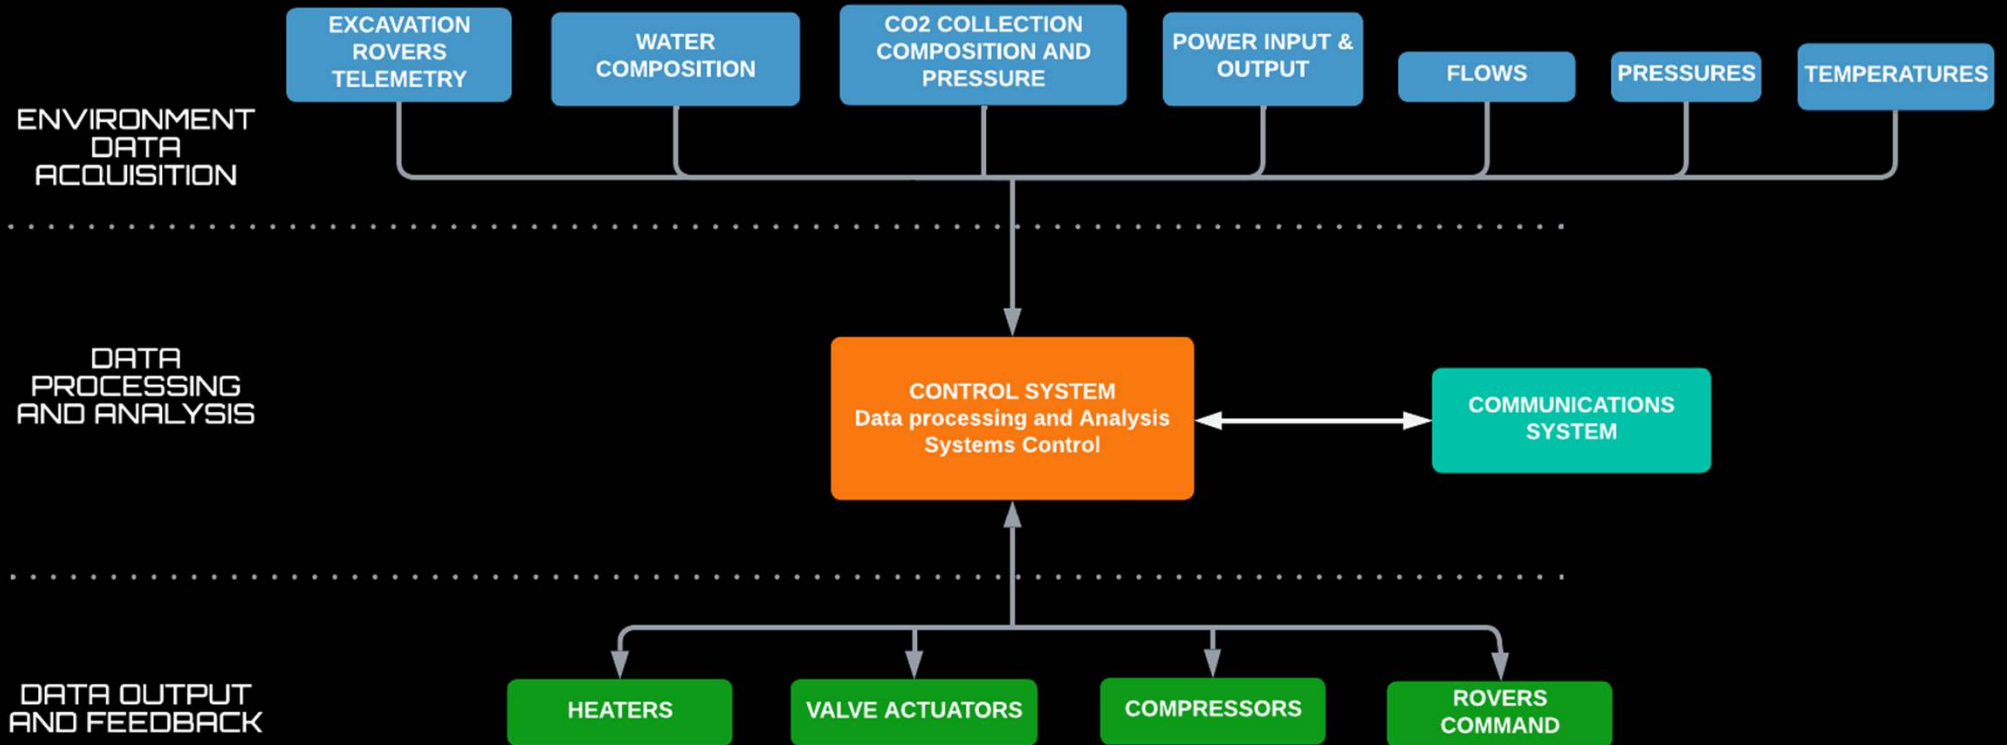 EXCAVATION
ROVERS
TELEMETRY
WATER
COMPOSITION
CO2 COLLECTION
COMPOSITION AND
PRESSURE
POWER INPUT &
OUTPUT
FLOWS
PRESSURES
TEMPERATURES
ENVIRONMENT
DATA
ACQUISITION
DATA
PROCESSING
AND ANALYSIS
CONTROL SYSTEM
Data processing and Analysis
Systems Control
COMMUNICATIONS
SYSTEM
DATA OUTPUT
AND FEEDBACK
HEATERS
VALVE ACTUATORS
COMPRESSORS
ROVERS
COMMAND